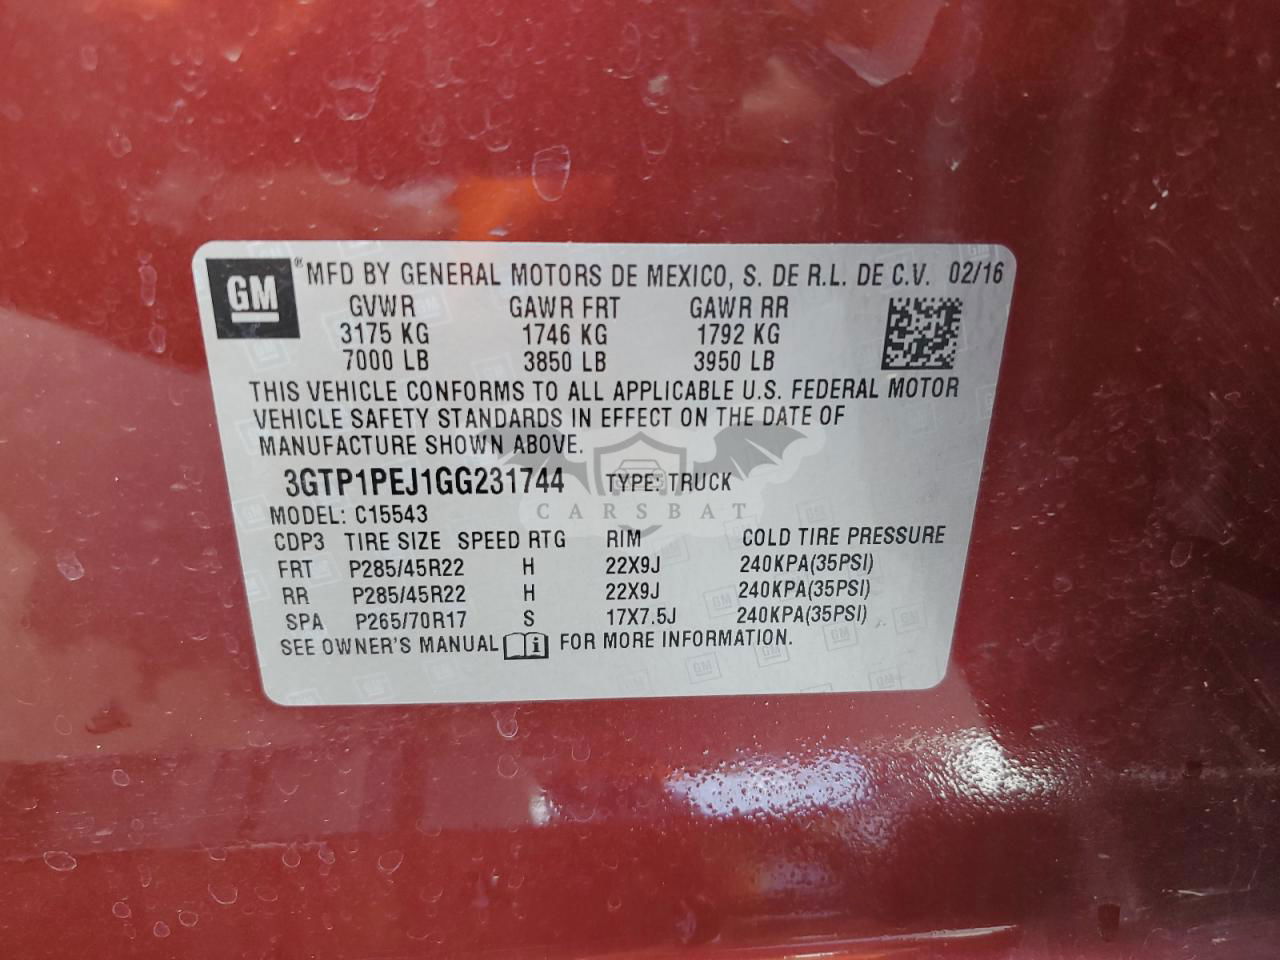 GM ® MFD BY GENERAL MOTORS DE MEXICO, S. DE R.L. DE C.V. 02/16
GVWR GAWR FRT GAWR RR
3175 KG 1746 KG 1792 KG
7000 LB 3850 LB 3950 LB
THIS VEHICLE CONFORMS TO ALL APPLICABLE U.S. FEDERAL MOTOR
VEHICLE SAFETY STANDARDS IN EFFECT ON THE DATE OF
MANUFACTURE SHOWN ABOVE.
3GTP1PEJ1GG231744 TYPE: TRUCK
CARSBAT
MODEL: C15543
CDP3 TIRE SIZE SPEED RTG RIM COLD TIRE PRESSURE
FRT P285/45R22 H 22X9J 240KPA(35PSI)
RR P285/45R22 H 22X9J 240KPA(35PSI)
SPA P265/70R17 S 17X7.5J 240KPA(35PSI)
SEE OWNER'S MANUAL i FOR MORE INFORMATION.